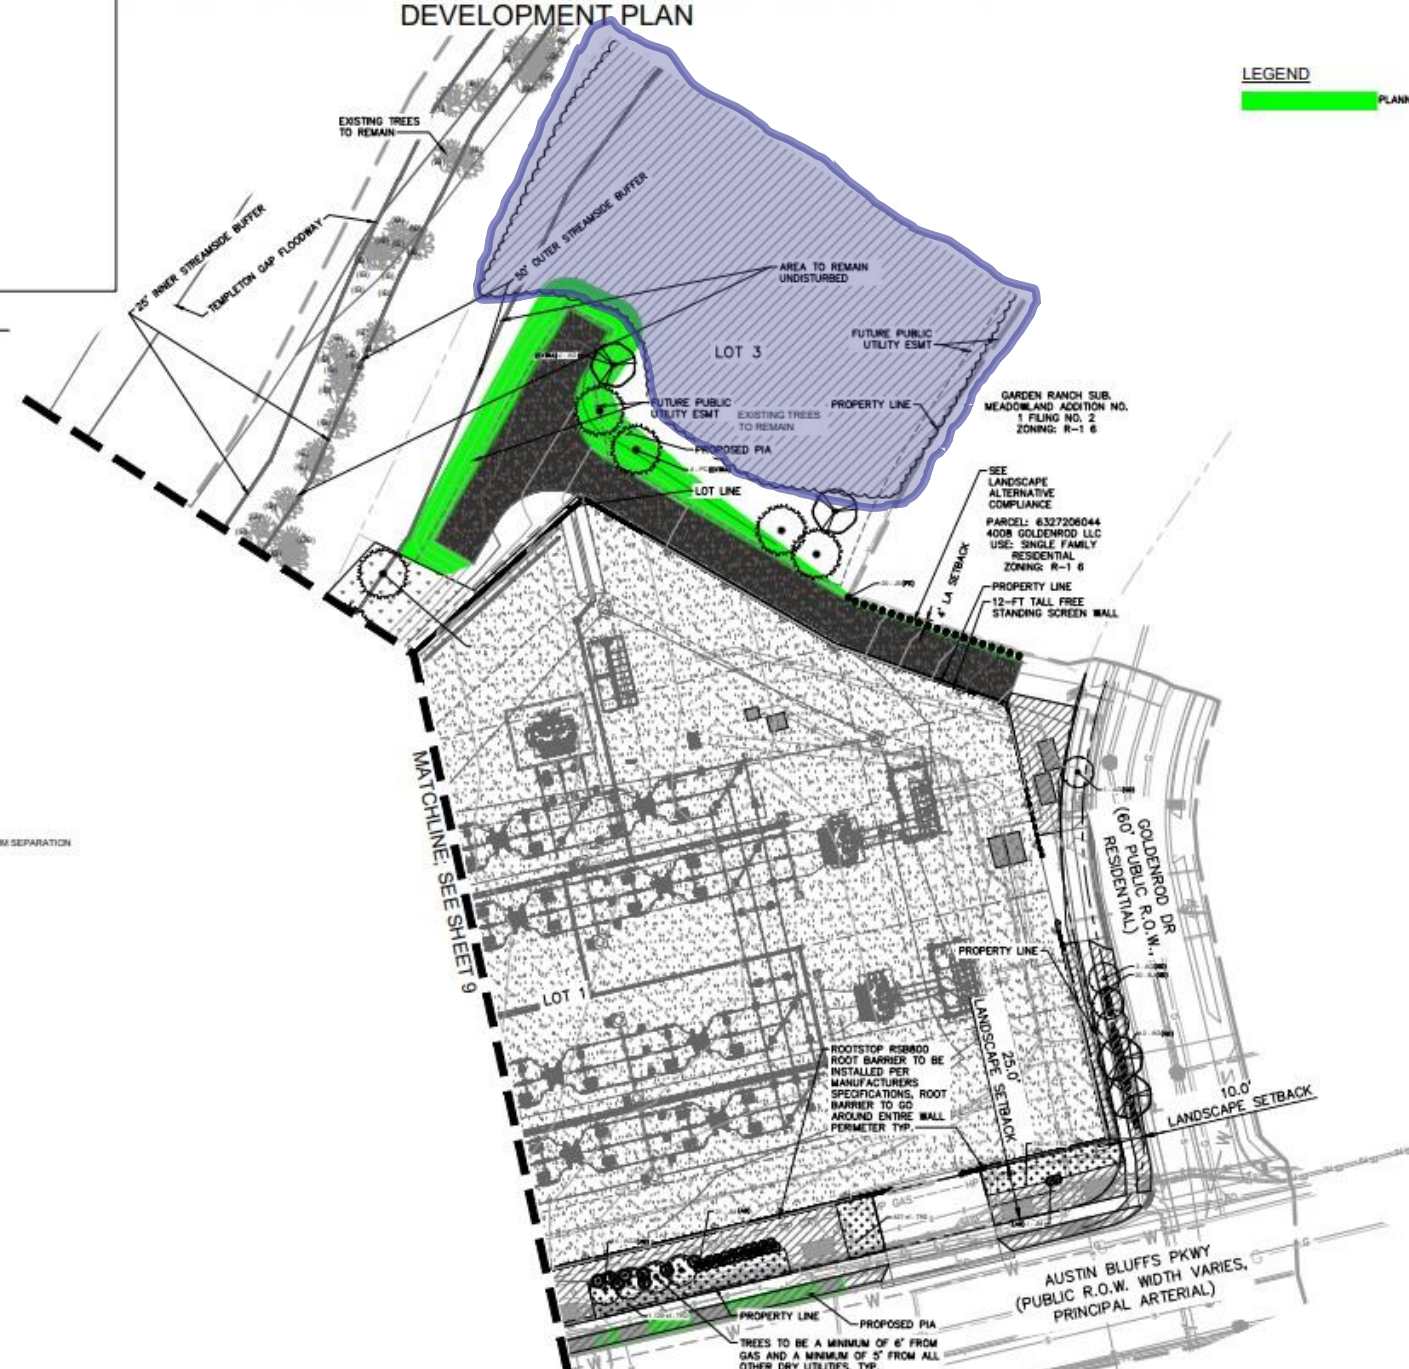 DEVELOPMENT PLAN
LEGEND
PLANN
EXISTING TREES
TO REMAIN
25' INNER STREAMSIDE BUFFER
TEMPLETON GAP FLOODWAY
50' OUTER STREAMSIDE BUFFER
AREA TO REMAIN
UNDISTURBED
LOT 3
FUTURE PUBLIC
UTILITY ESMT
FUTURE PUBLIC
UTILITY ESMT
EXISTING TREES
TO REMAIN
PROPERTY LINE
PROPOSED PIA
LOT LINE
GARDEN RANCH SUB.
MEADOWLAND ADDITION NO.
1 FILING NO. 2
ZONING: R-1 6
SEE
LANDSCAPE
ALTERNATIVE
COMPLIANCE
PARCEL: 6327206044
4008 GOLDENROD LLC
USE: SINGLE FAMILY
RESIDENTIAL
ZONING: R-1 6
4' LA SETBACK
PROPERTY LINE
12-FT TALL FREE
STANDING SCREEN WALL
MATCHLINE; SEE SHEET 9
M SEPARATION
GOLDENROD DR
(60' PUBLIC R.O.W.,
RESIDENTIAL)
PROPERTY LINE
LOT 1
25.0'
LANDSCAPE SETBACK
ROOTSTOP RSB800
ROOT BARRIER TO BE
INSTALLED PER
MANUFACTURERS
SPECIFICATIONS, ROOT
BARRIER TO GO
AROUND ENTIRE WALL
PERIMETER TYP.
10.0'
LANDSCAPE SETBACK
GAS
AUSTIN BLUFFS PKWY
(PUBLIC R.O.W. WIDTH VARIES,
PRINCIPAL ARTERIAL)
PROPERTY LINE
PROPOSED PIA
TREES TO BE A MINIMUM OF 6' FROM
GAS AND A MINIMUM OF 5' FROM ALL
OTHER DRY UTILITIES, TYP.